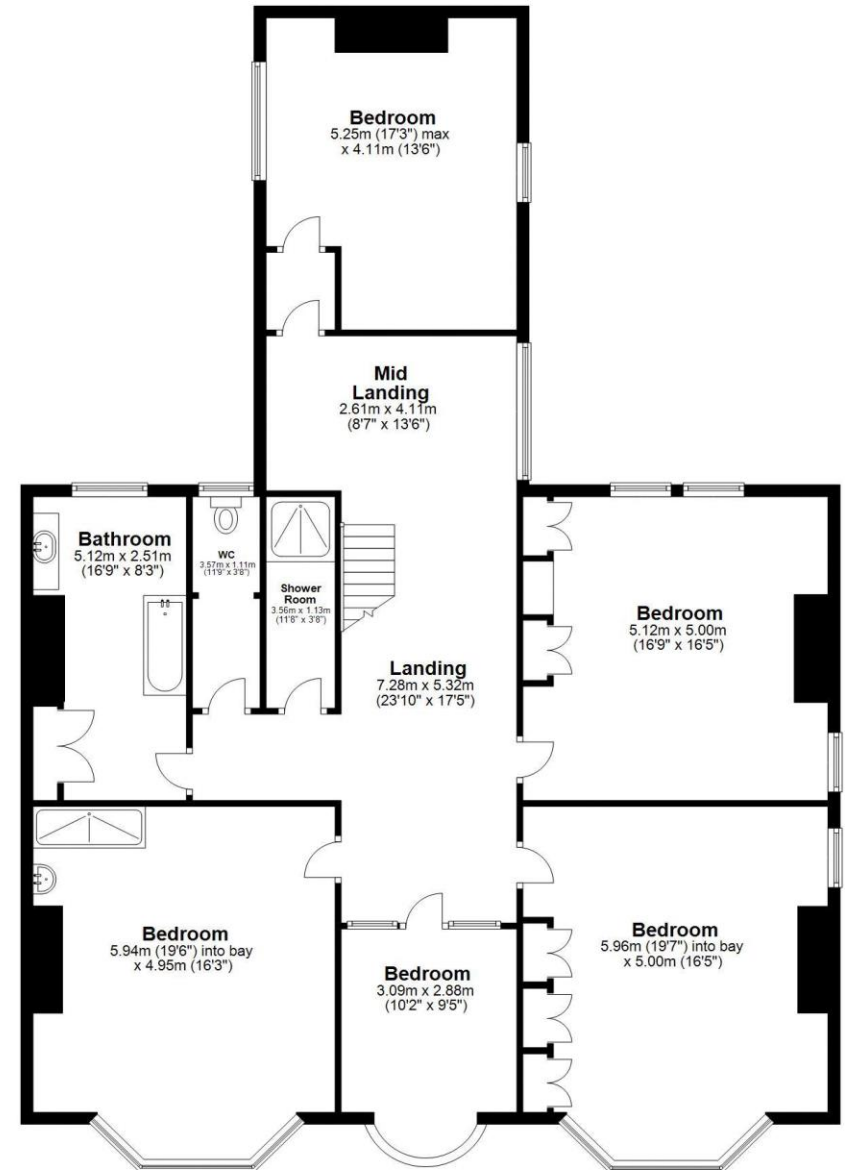 Bedroom
5.25m (17'3") max
x 4.11m (13'6")
Mid
Landing
2.61m x 4.11m
(8'7" x 13'6")
Bathroom
5.12m x 2.51m
(16'9" x 8'3")
WC
3.57m x 1.11m
(11'9" x 3'8")
Shower
Room
3.56m x 1.13m
(11'8" x 3'8")
Landing
7.28m x 5.32m
(23'10" x 17'5")
Bedroom
5.12m x 5.00m
(16'9" x 16'5")
Bedroom
5.94m (19'6") into bay
x 4.95m (16'3")
Bedroom
3.09m x 2.88m
(10'2" x 9'5")
Bedroom
5.96m (19'7") into bay
x 5.00m (16'5")